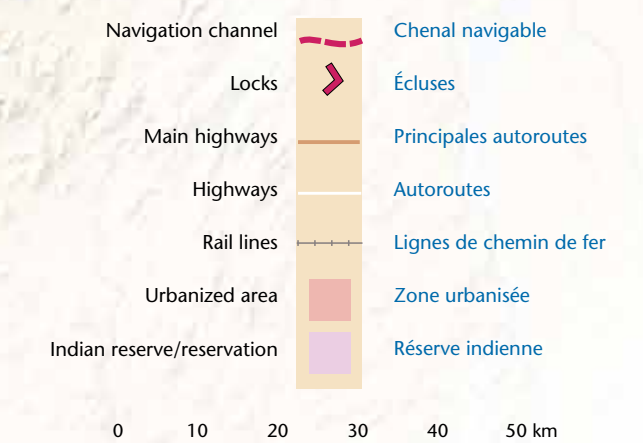 Navigation channel Chenal navigable
Locks Écluses
Main highways Principales autoroutes
Highways Autoroutes
Rail lines Lignes de chemin de fer
Urbanized area Zone urbanisée
Indian reserve/reservation Réserve indienne
0 10 20 30 40 50 km